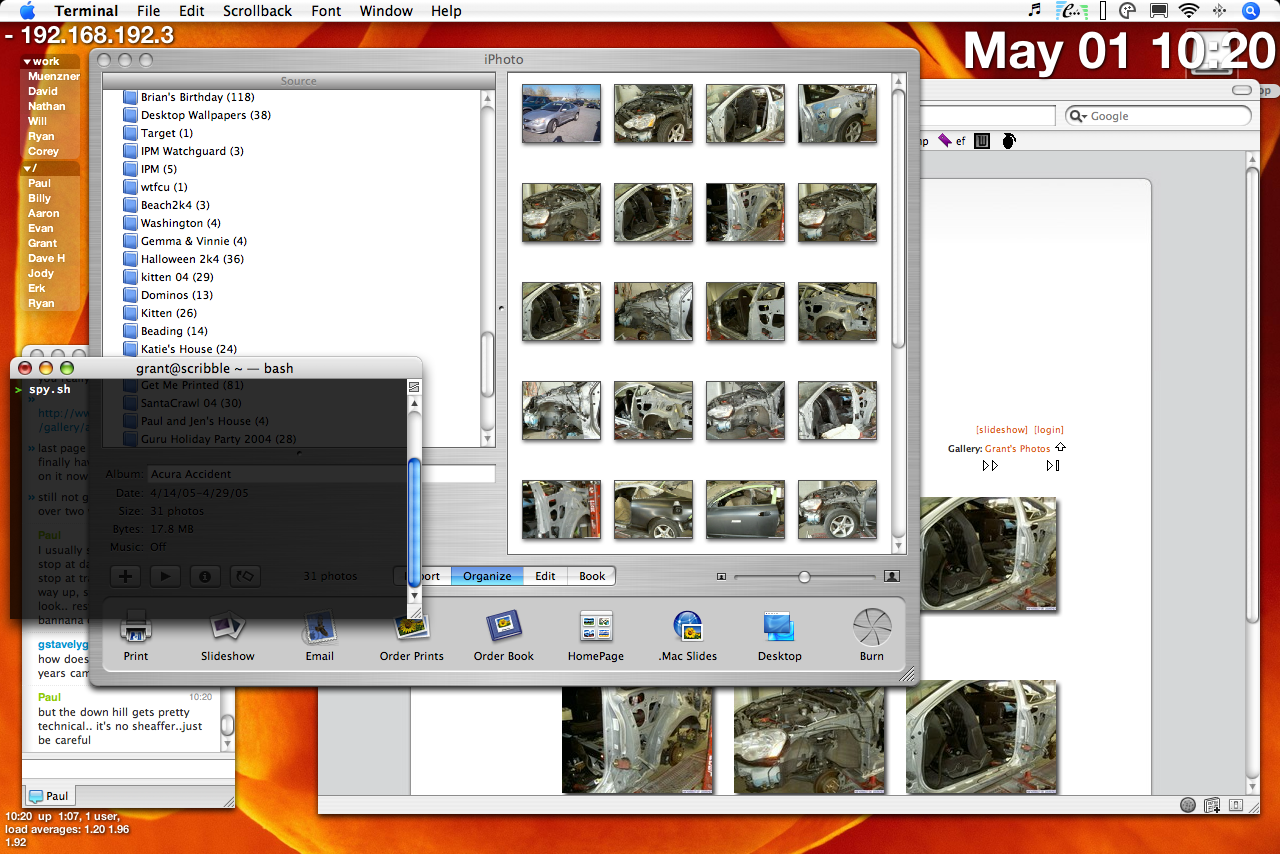 Terminal File Edit Scrollback Font Window Help
- 192.168.192.3
May 01 10:20
work
Muenzner
David
Nathan
Will
Ryan
Corey
/
Paul
Billy
Aaron
Evan
Grant
Dave H
Jody
Erk
Ryan
iPhoto
Source
Brian's Birthday (118)
Desktop Wallpapers (38)
Target (1)
IPM Watchguard (3)
IPM (5)
wtfcu (1)
Beach2k4 (3)
Washington (4)
Gemma & Vinnie (4)
Halloween 2k4 (36)
kitten 04 (29)
Dominos (13)
Kitten (26)
Beading (14)
Katie's House (24)
Get Me Printed (81)
SantaCrawl 04 (30)
Paul and Jen's House (4)
Guru Holiday Party 2004 (28)
Album: Acura Accident
Date: 4/14/05-4/29/05
Size: 31 photos
Bytes: 17.8 MB
Music: Off
31 photos
Organize Edit Book
Print Slideshow Email Order Prints Order Book HomePage .Mac Slides Desktop Burn
grant@scribble ~ — bash
> spy.sh
Google
ef
[slideshow] [login]
Gallery: Grant's Photos
http://ww
/gallery/
» last page
finally hav
on it now
» still not g
over two
Paul
I usually s
stop at da
stop at tra
way up, s
look.. res
bannana
gstavelyg
how does
years cam
Paul 10:20
but the down hill gets pretty
technical.. it's no sheaffer..just
be careful
Paul
10:20 up 1:07, 1 user,
load averages: 1.20 1.96
1.92